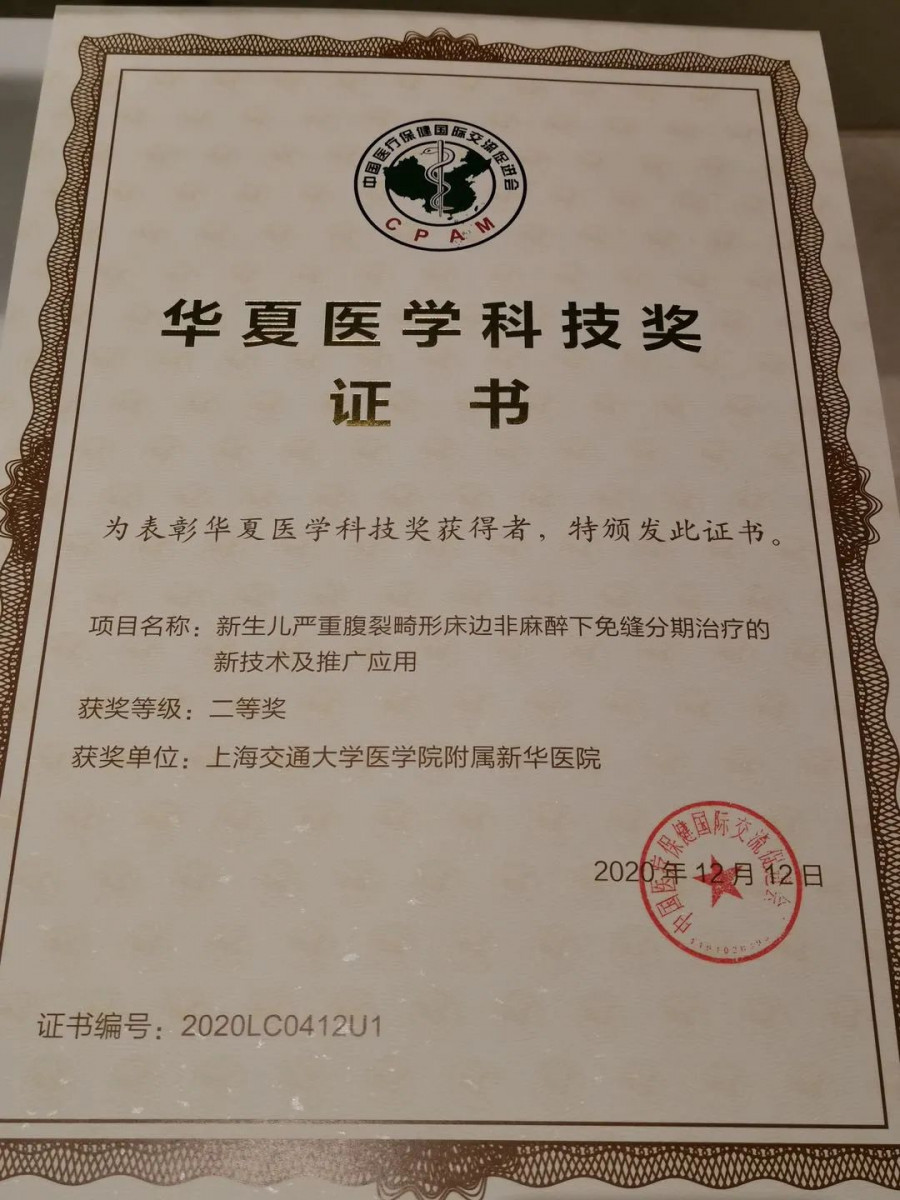 中国医疗保健国际交流促进会
CPAM
华夏医学科技奖
证 书
为表彰华夏医学科技奖获得者，特颁发此证书。
项目名称：新生儿严重腹裂畸形床边非麻醉下免缝分期治疗的
新技术及推广应用
获奖等级：二等奖
获奖单位：上海交通大学医学院附属新华医院
中国医疗保健国际交流促进会
2020年12月12日
证书编号：2020LC0412U1